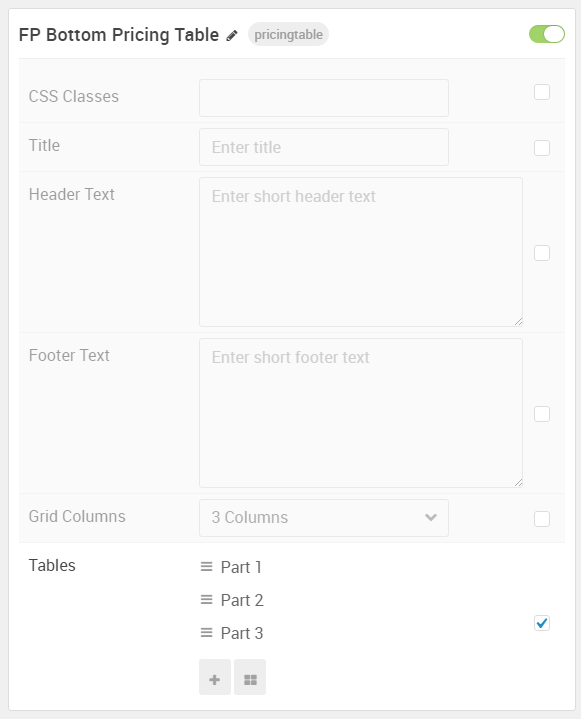 FP Bottom Pricing Table pricingtable
CSS Classes
Title Enter title
Header Text Enter short header text
Footer Text Enter short footer text
Grid Columns 3 Columns
Tables Part 1
Part 2
Part 3